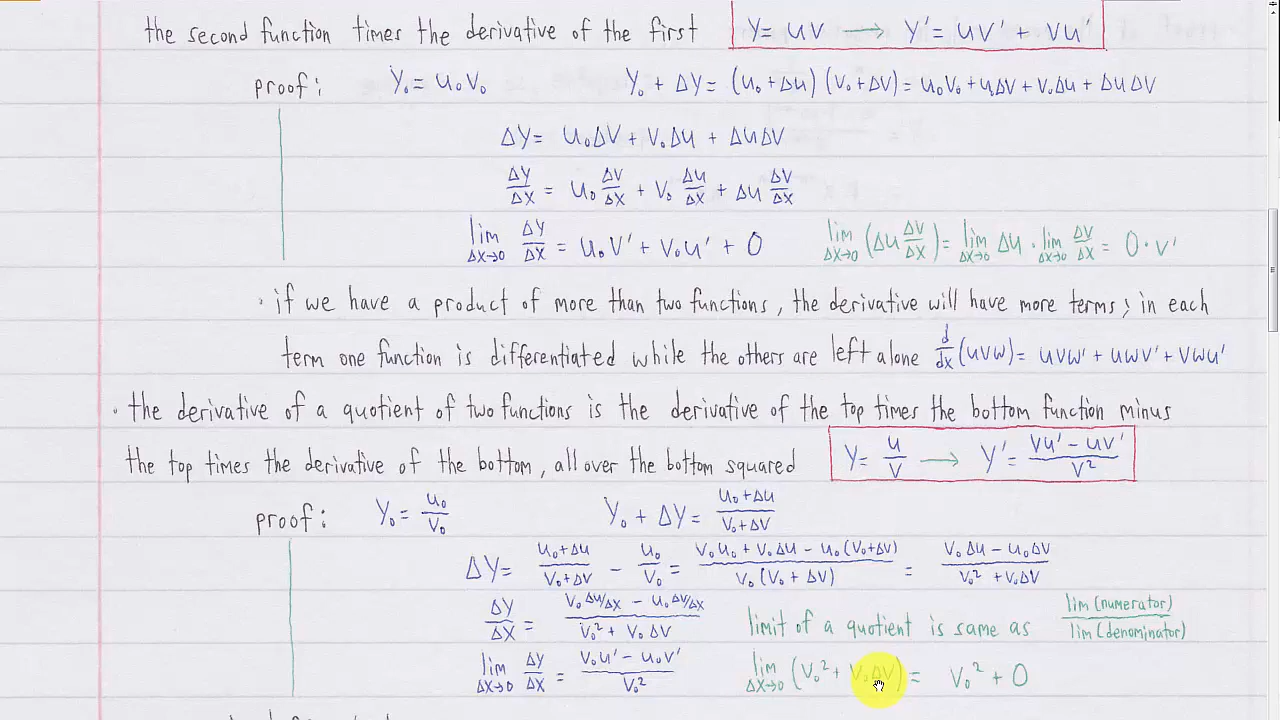 the second function times the derivative of the first Y = uv → Y' = uv' + vu'
proof: Y₀ = u₀v₀ Y₀ + ΔY = (u₀+Δu)(v₀+Δv) = u₀v₀ + u₀Δv + v₀Δu + ΔuΔv
ΔY = u₀Δv + v₀Δu + ΔuΔv
ΔY/ΔX = u₀ Δv/ΔX + v₀ Δu/ΔX + Δu Δv/ΔX
lim ΔX→0 ΔY/ΔX = u₀v' + v₀u' + 0 lim ΔX→0 (Δu Δv/ΔX) = lim ΔX→0 Δu · lim ΔX→0 Δv/ΔX = 0 · v'
· if we have a product of more than two functions, the derivative will have more terms; in each
term one function is differentiated while the others are left alone d/dx (uvw) = uvw' + uwv' + vwu'
· the derivative of a quotient of two functions is the derivative of the top times the bottom function minus
the top times the derivative of the bottom, all over the bottom squared Y = u/v → Y' = (vu' - uv')/v²
proof: Y₀ = u₀/v₀ Y₀ + ΔY = (u₀+Δu)/(v₀+Δv)
ΔY = (u₀+Δu)/(v₀+Δv) - u₀/v₀ = (v₀u₀ + v₀Δu - u₀(v₀+Δv))/(v₀(v₀ + Δv)) = (v₀Δu - u₀Δv)/(v₀² + v₀Δv)
ΔY/ΔX = (v₀ Δu/ΔX - u₀ Δv/ΔX)/(v₀² + v₀Δv) limit of a quotient is same as lim(numerator)/lim(denominator)
lim ΔX→0 ΔY/ΔX = (v₀u' - u₀v')/v₀² lim ΔX→0 (v₀² + v₀Δv) = v₀² + 0